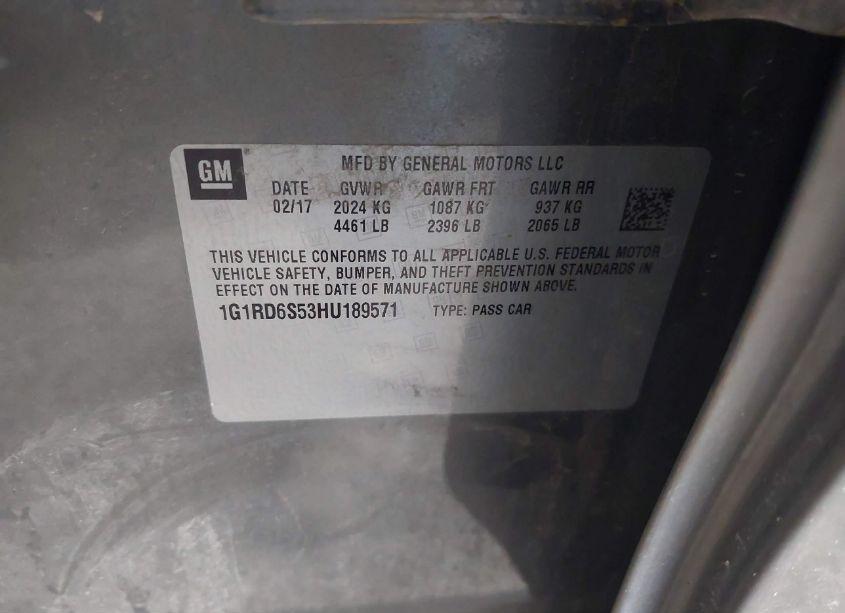 GM
MFD BY GENERAL MOTORS LLC
DATE GVWR GAWR FRT GAWR RR
02/17 2024 KG 1087 KG 937 KG
4461 LB 2396 LB 2065 LB
THIS VEHICLE CONFORMS TO ALL APPLICABLE U.S. FEDERAL MOTOR
VEHICLE SAFETY, BUMPER, AND THEFT PREVENTION STANDARDS IN
EFFECT ON THE DATE OF MANUFACTURE SHOWN ABOVE.
1G1RD6S53HU189571 TYPE: PASS CAR